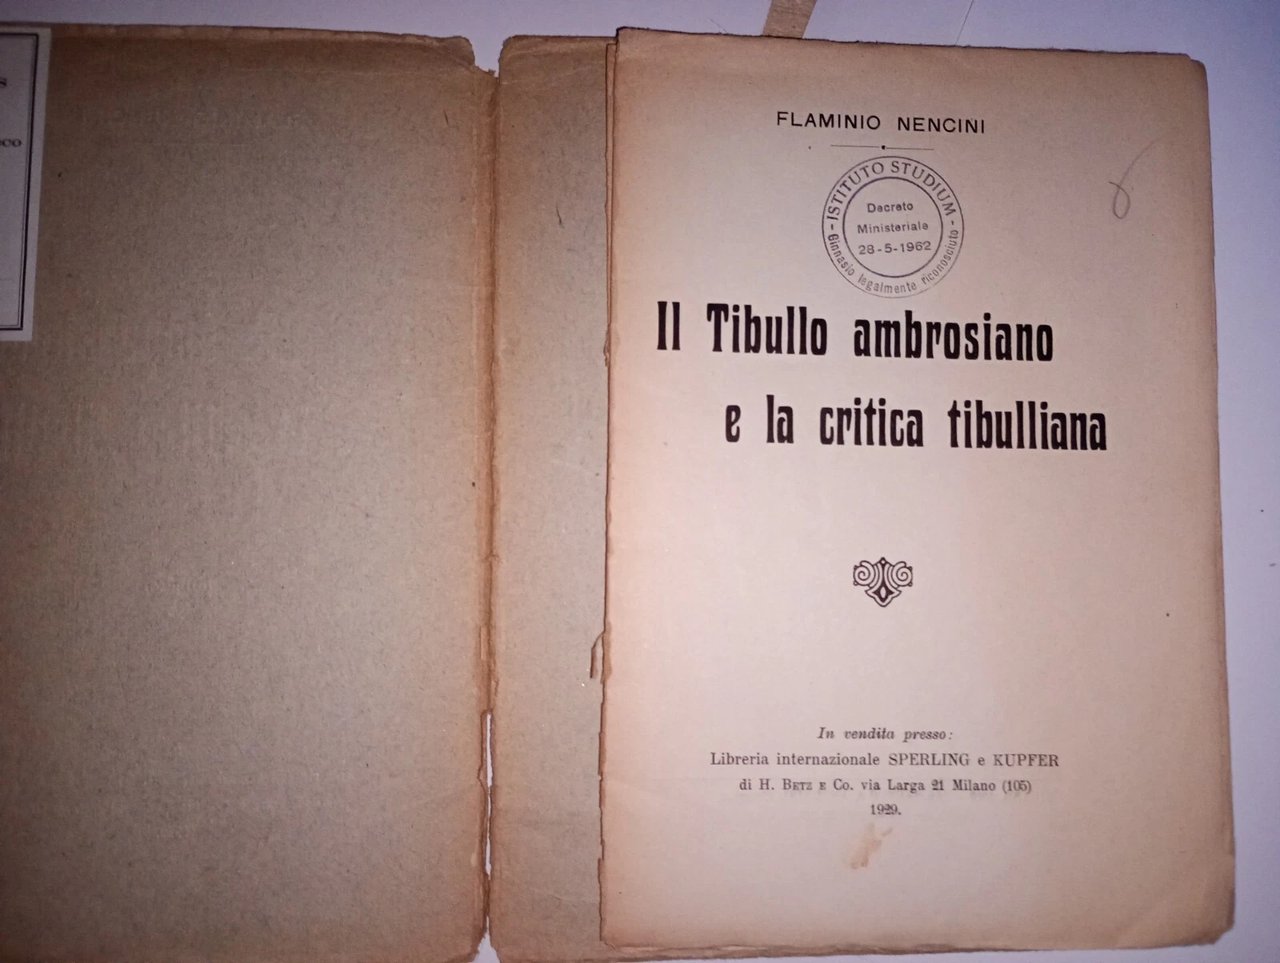 s
co
FLAMINIO NENCINI
- ISTITUTO STUDIUM -
Decreto
Ministeriale
28-5-1962
Ginnasio legalmente riconosciuto
Il Tibullo ambrosiano
e la critica tibulliana
In vendita presso:
Libreria internazionale SPERLING e KUPFER
di H. BETZ E CO. via Larga 21 Milano (105)
1929.